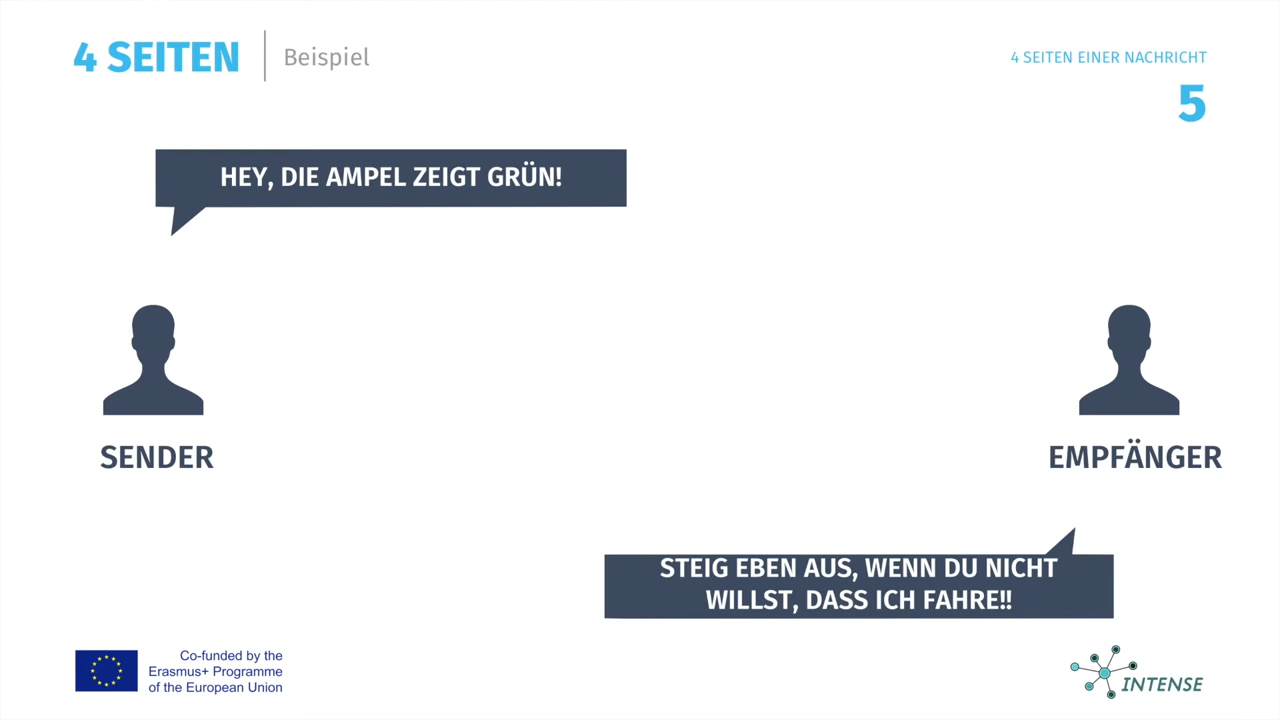 4 SEITEN
Beispiel
4 SEITEN EINER NACHRICHT
5
HEY, DIE AMPEL ZEIGT GRÜN!
SENDER
EMPFÄNGER
STEIG EBEN AUS, WENN DU NICHT
WILLST, DASS ICH FAHRE!!
Co-funded by the
Erasmus+ Programme
of the European Union
INTENSE